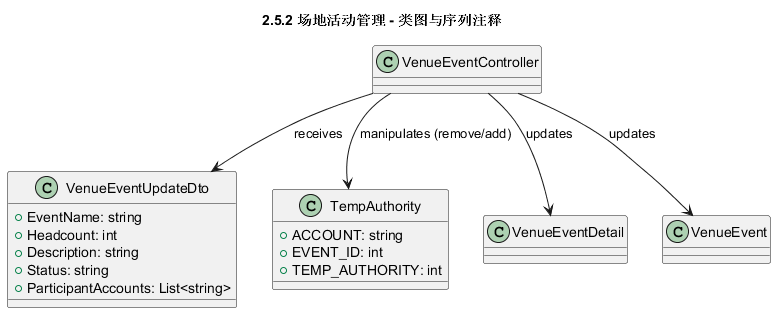 2.5.2 场地活动管理 - 类图与序列注释
C VenueEventController
receives
manipulates (remove/add)
updates
updates
C VenueEventUpdateDto
EventName: string
Headcount: int
Description: string
Status: string
ParticipantAccounts: List<string>
C TempAuthority
ACCOUNT: string
EVENT_ID: int
TEMP_AUTHORITY: int
C VenueEventDetail
C VenueEvent